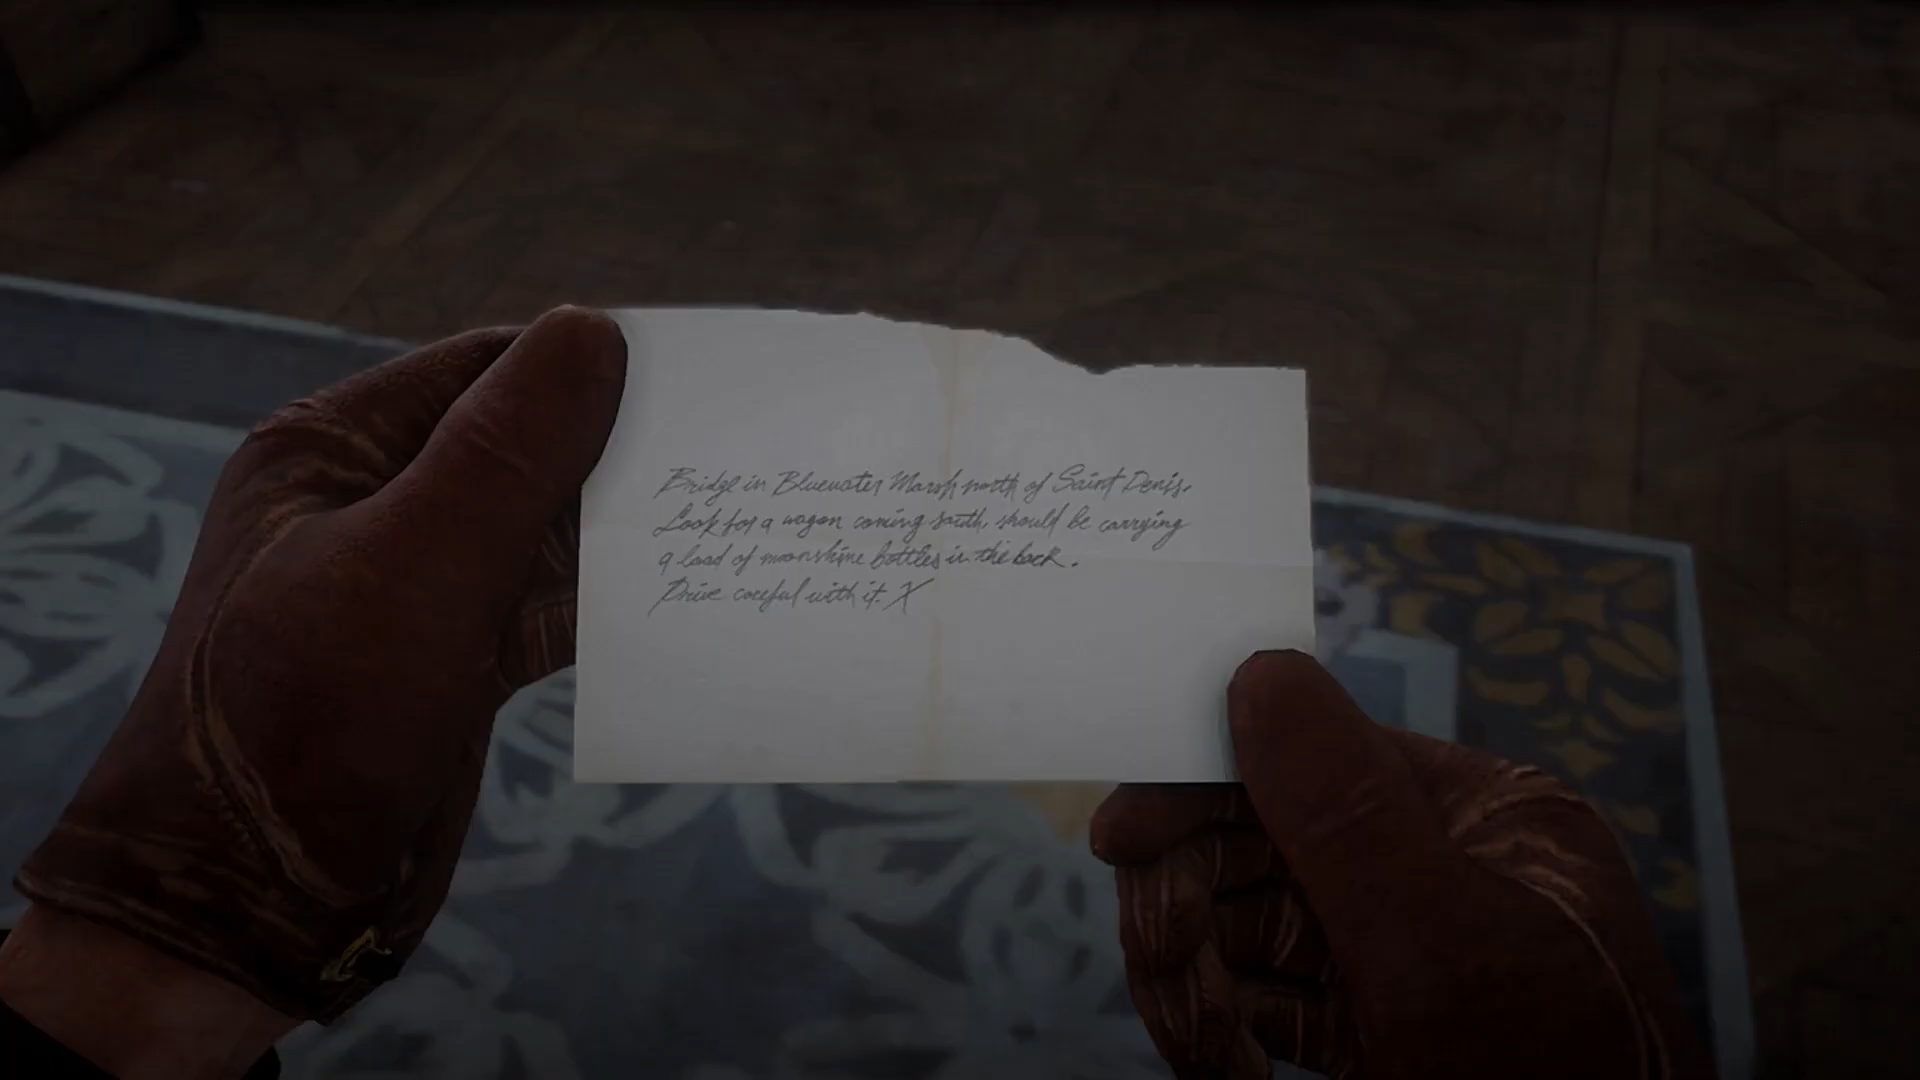 Bridge in Bluewater Marsh north of Saint Denis.
Look for a wagon coming south, should be carrying
a load of moonshine bottles in the back.
Drive careful with it. X